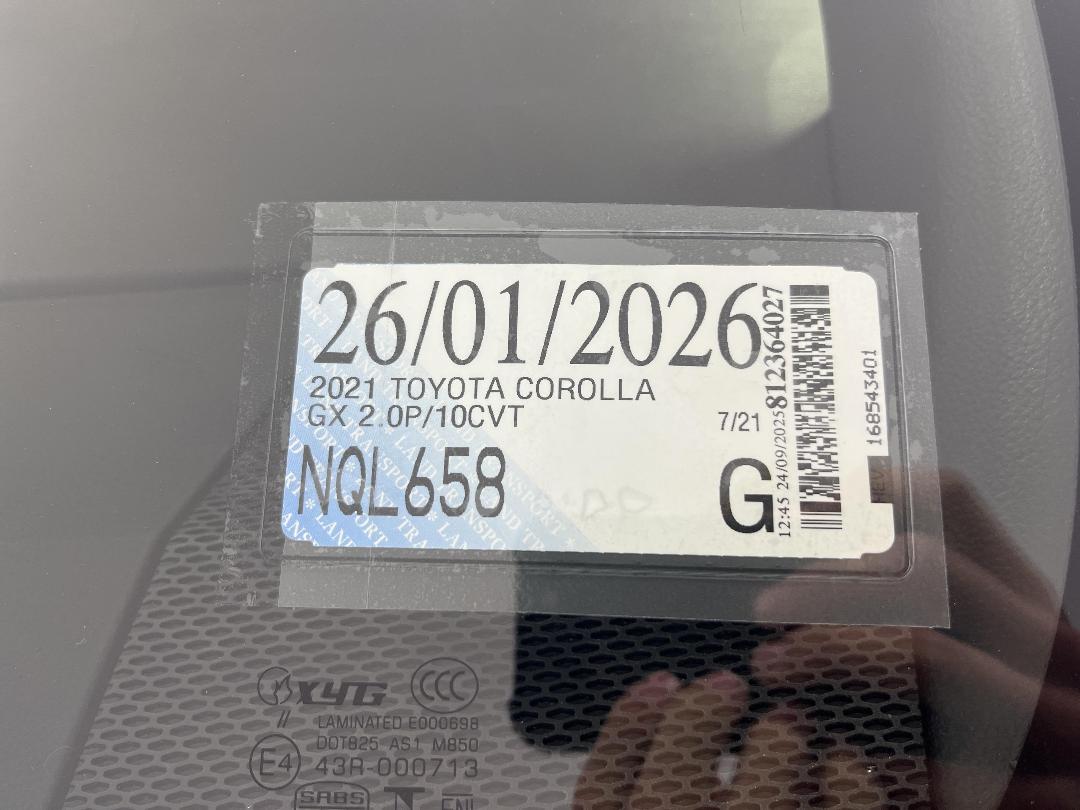 26/01/2026
2021 TOYOTA COROLLA
GX 2.0P/10CVT
7/21
NQL658
G
12:45 24/09/2025 812364027
168543401
REV
XYG
CCC
//
LAMINATED E000698
DOT825 AS1 M850
E4 43R-000713
SABS